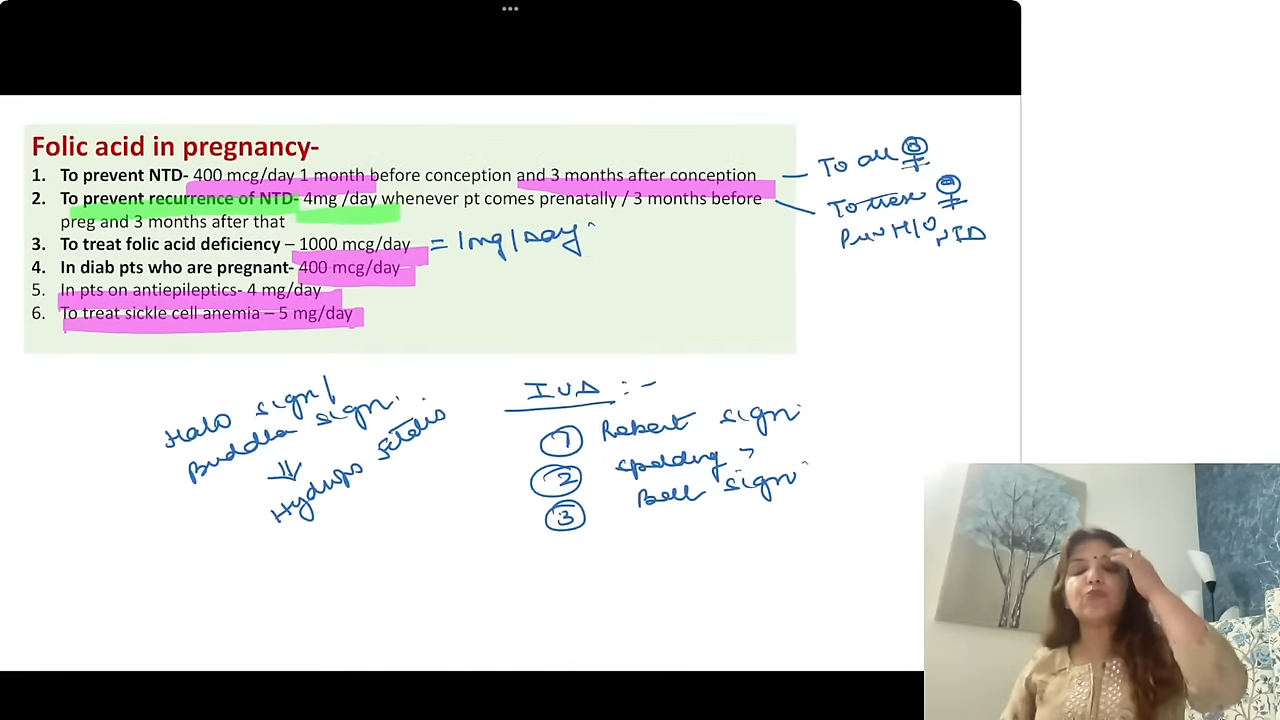 Folic acid in pregnancy-
1. To prevent NTD- 400 mcg/day 1 month before conception and 3 months after conception
2. To prevent recurrence of NTD- 4mg /day whenever pt comes prenatally / 3 months before
preg and 3 months after that
3. To treat folic acid deficiency – 1000 mcg/day = 1mg/day
4. In diab pts who are pregnant- 400 mcg/day
5. In pts on antiepileptics- 4 mg/day
6. To treat sickle cell anemia – 5 mg/day
To all
To these
Prev H/O NTD
Halo sign/
Buddha sign.
⇓
Hydrops fetalis
IUD :-
① Robert sign
② spalding
Ball sign
③